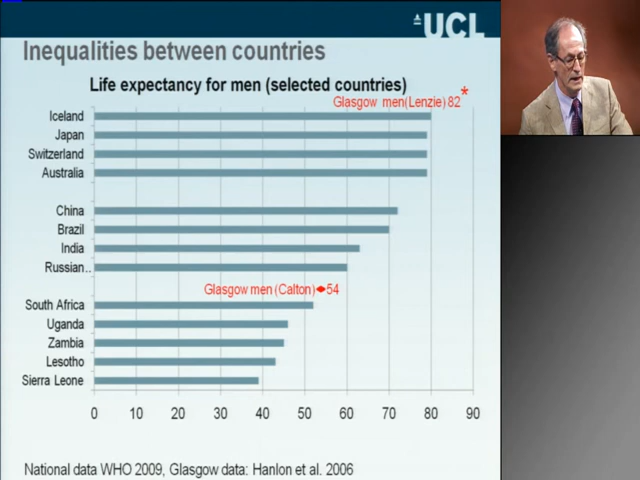 UCL
Inequalities between countries
Life expectancy for men (selected countries)
Glasgow men(Lenzie) 82 *
Iceland
Japan
Switzerland
Australia
China
Brazil
India
Russian..
Glasgow men (Calton) 54
South Africa
Uganda
Zambia
Lesotho
Sierra Leone
0 10 20 30 40 50 60 70 80 90
National data WHO 2009, Glasgow data: Hanlon et al. 2006